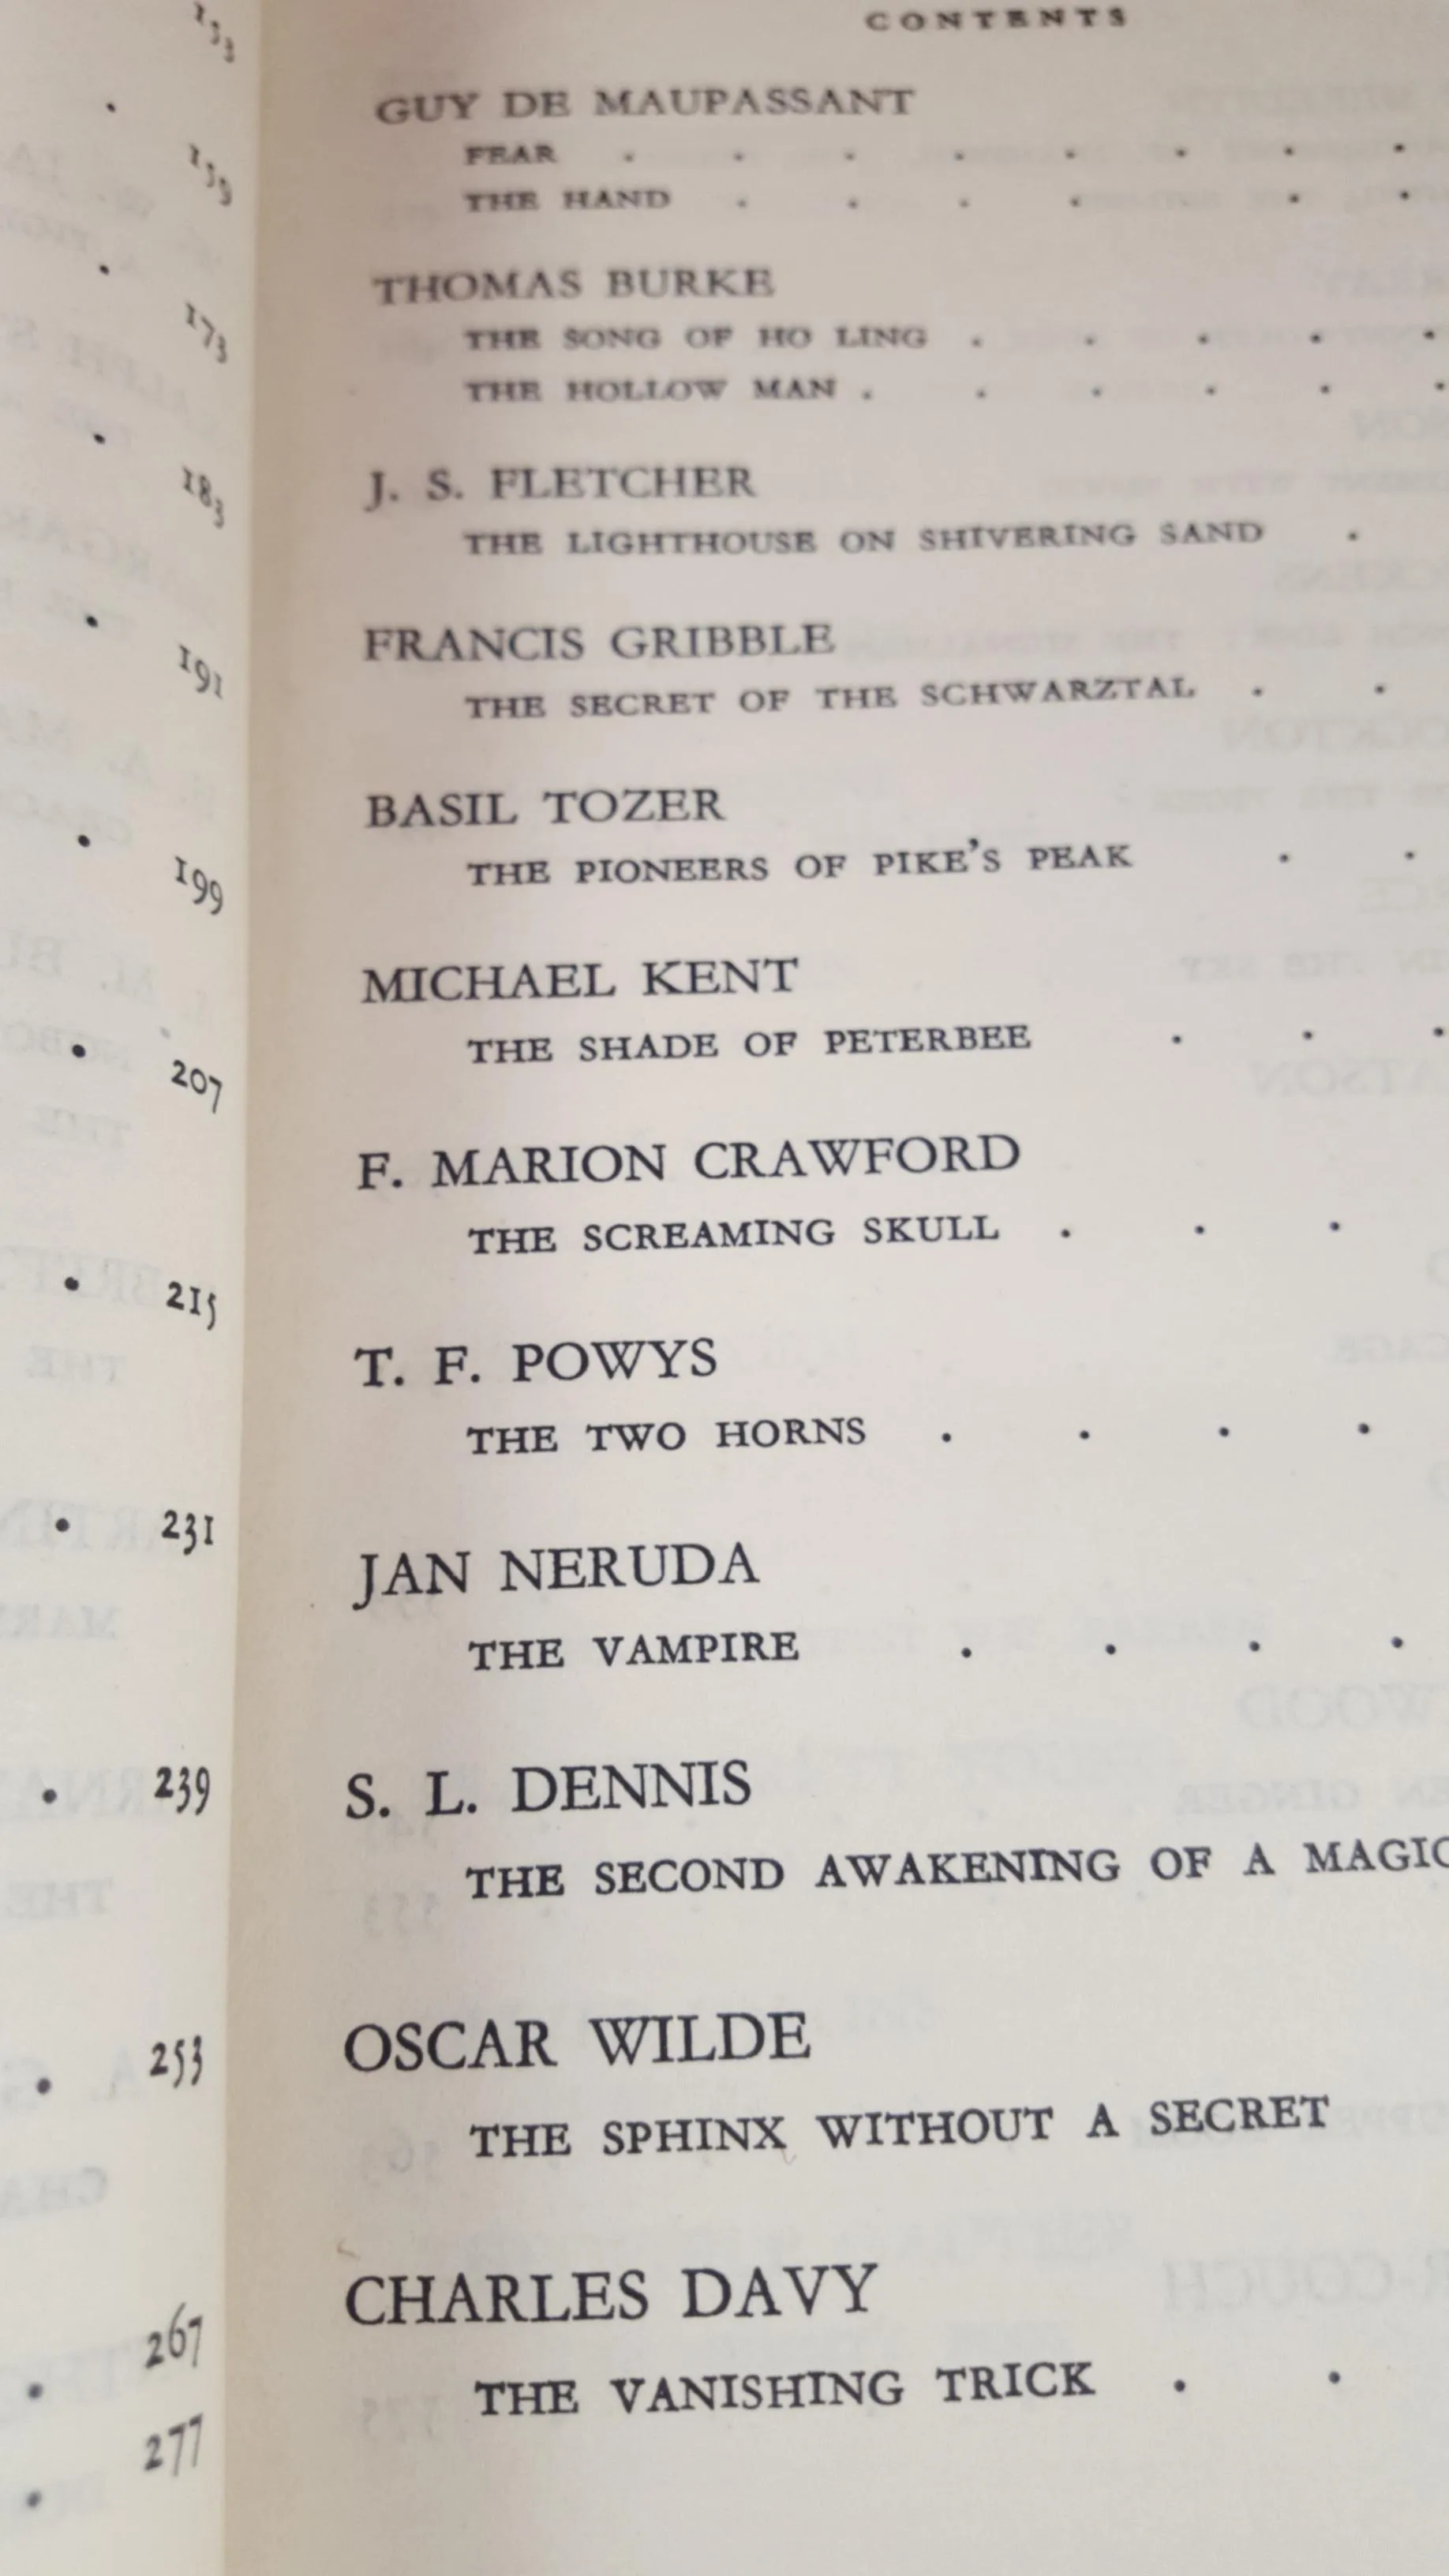 133
139
173
183
191
199
207
215
231
239
253
267
277
CONTENTS
GUY DE MAUPASSANT
FEAR . . . . . . . .
THE HAND . . . . . .
THOMAS BURKE
THE SONG OF HO LING . . . . .
THE HOLLOW MAN . . . . . .
J. S. FLETCHER
THE LIGHTHOUSE ON SHIVERING SAND .
FRANCIS GRIBBLE
THE SECRET OF THE SCHWARZTAL . .
BASIL TOZER
THE PIONEERS OF PIKE'S PEAK . .
MICHAEL KENT
THE SHADE OF PETERBEE . . .
F. MARION CRAWFORD
THE SCREAMING SKULL . . .
T. F. POWYS
THE TWO HORNS . . . .
JAN NERUDA
THE VAMPIRE . . . .
S. L. DENNIS
THE SECOND AWAKENING OF A MAGIC
OSCAR WILDE
THE SPHINX WITHOUT A SECRET
CHARLES DAVY
THE VANISHING TRICK . .